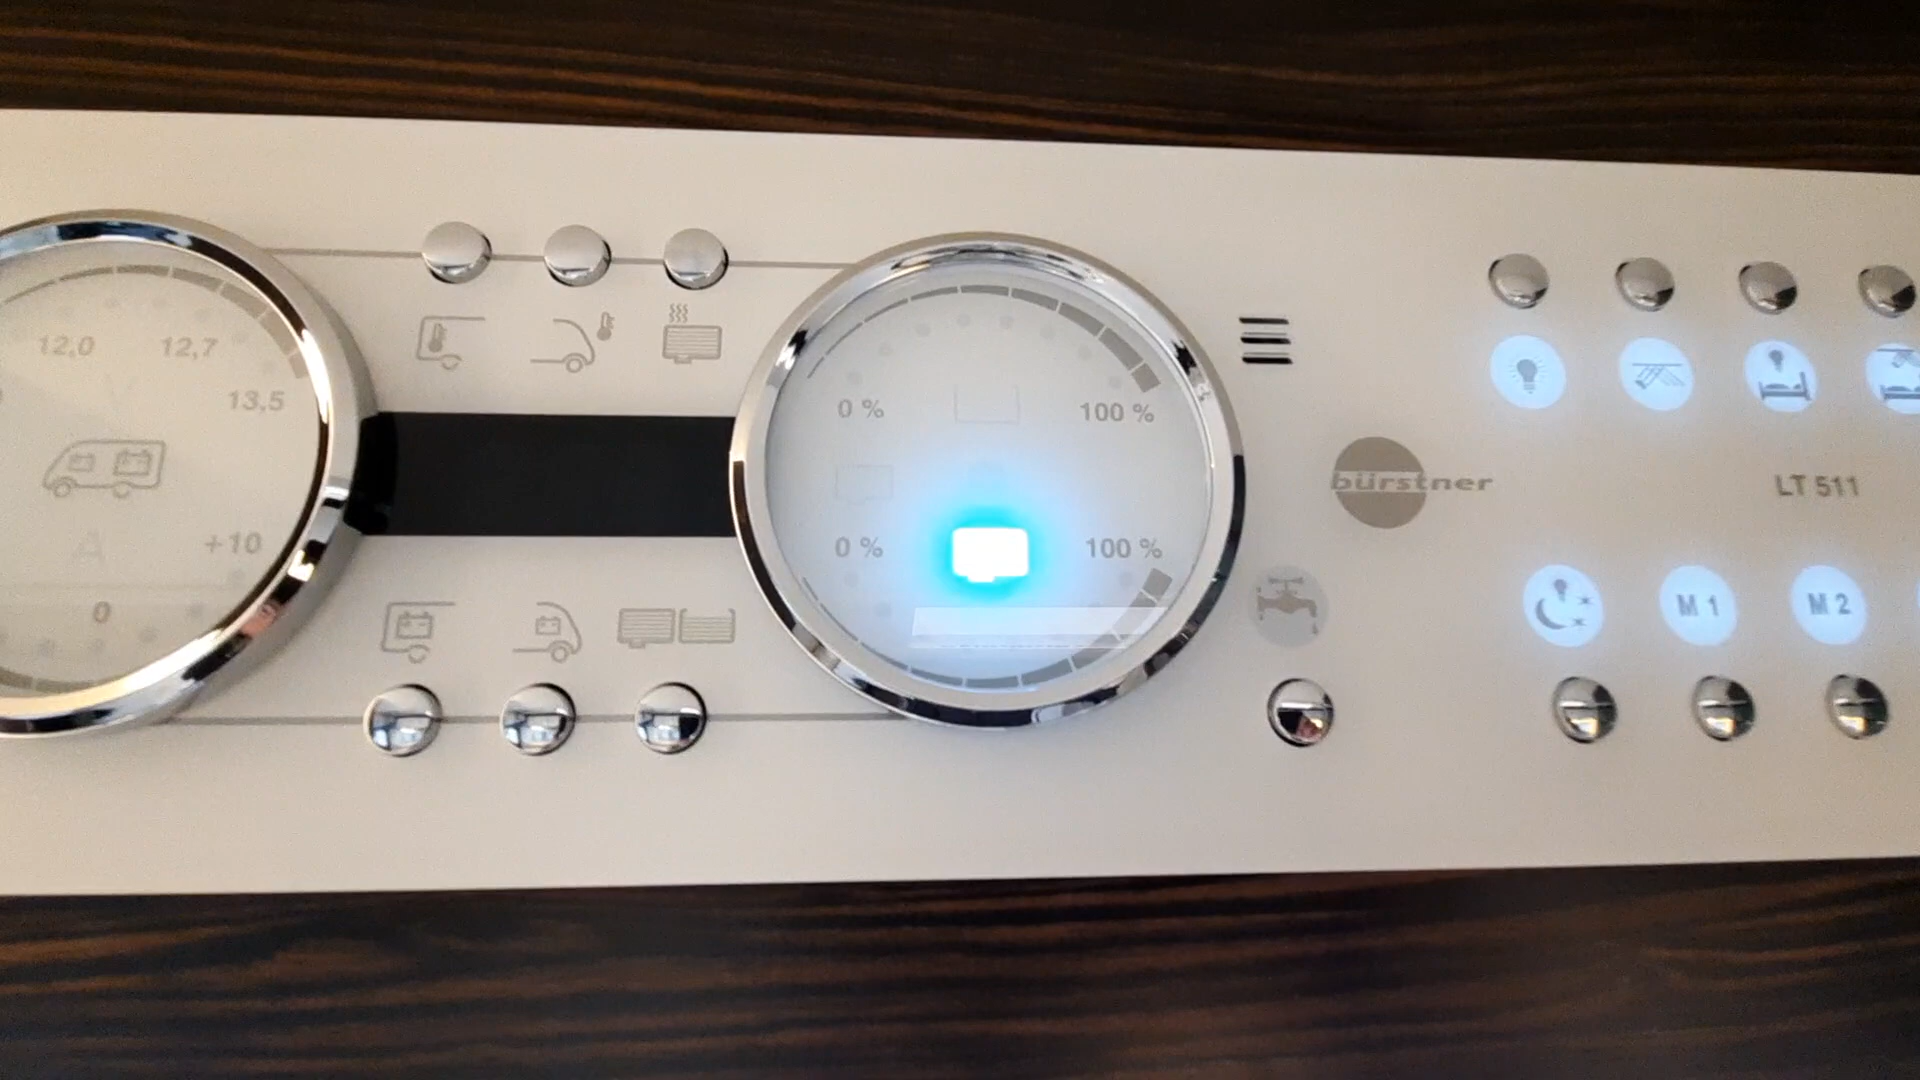 12,0 12,7
13,5
V
A
+10
0
0 % 100 %
0 % 100 %
bürstner
LT 511
M 1 M 2